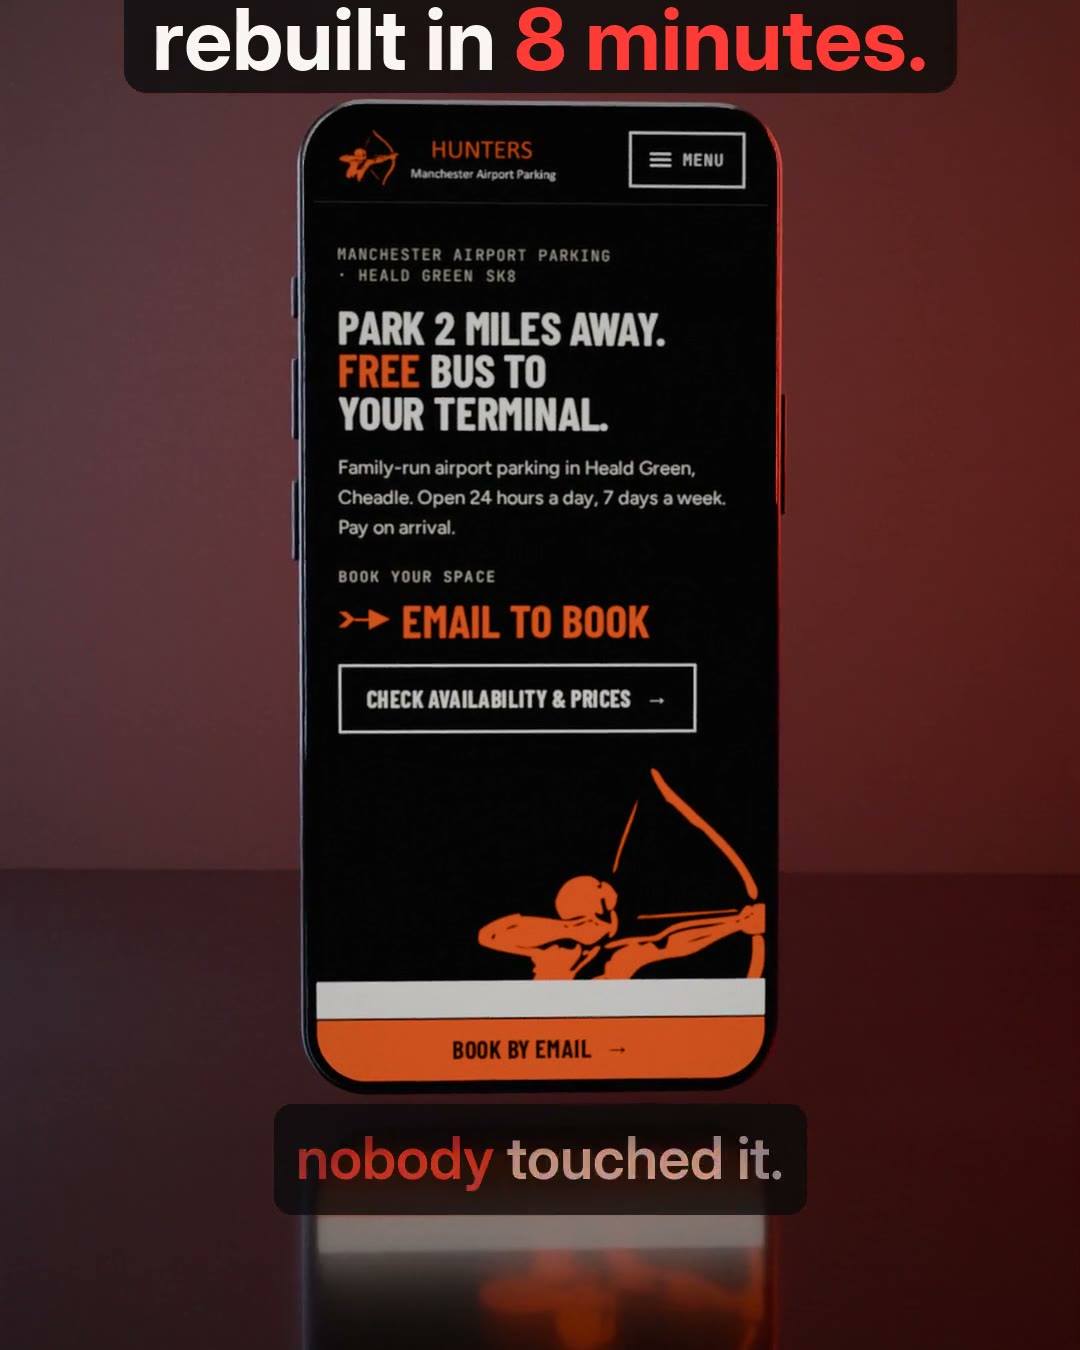 rebuilt in 8 minutes.
HUNTERS
Manchester Airport Parking
MENU
MANCHESTER AIRPORT PARKING
· HEALD GREEN SK8
PARK 2 MILES AWAY.
FREE BUS TO
YOUR TERMINAL.
Family-run airport parking in Heald Green,
Cheadle. Open 24 hours a day, 7 days a week.
Pay on arrival.
BOOK YOUR SPACE
EMAIL TO BOOK
CHECK AVAILABILITY & PRICES →
BOOK BY EMAIL →
nobody touched it.